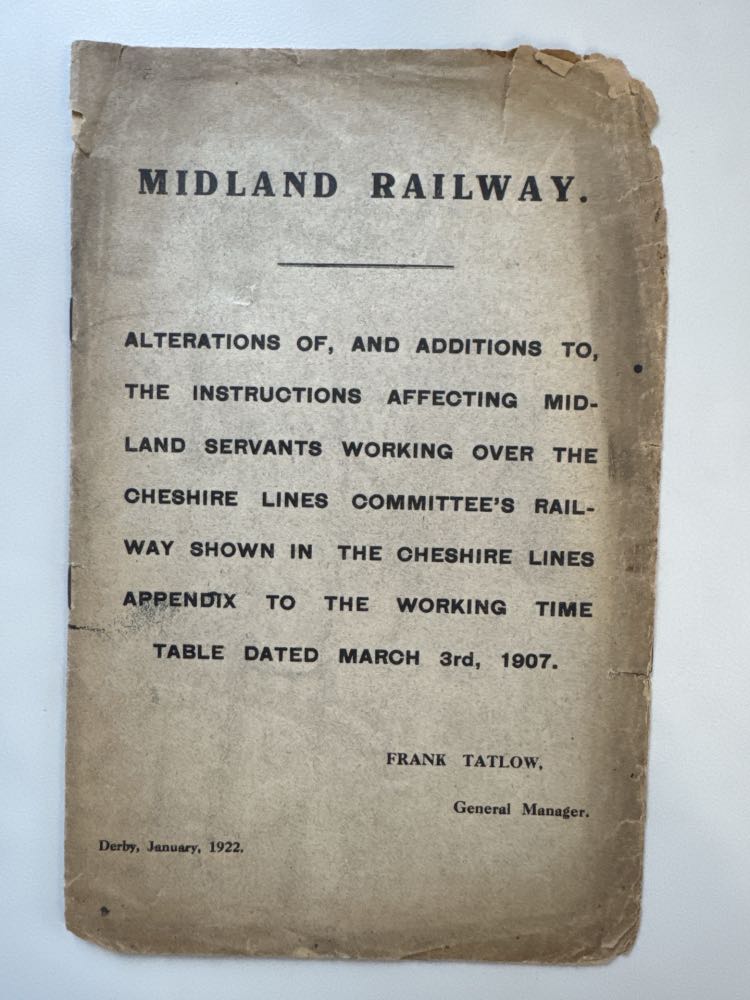 MIDLAND RAILWAY.
ALTERATIONS OF, AND ADDITIONS TO,
THE INSTRUCTIONS AFFECTING MID-
LAND SERVANTS WORKING OVER THE
CHESHIRE LINES COMMITTEE'S RAIL-
WAY SHOWN IN THE CHESHIRE LINES
APPENDIX TO THE WORKING TIME
TABLE DATED MARCH 3rd, 1907.
FRANK TATLOW,
General Manager.
Derby, January, 1922.